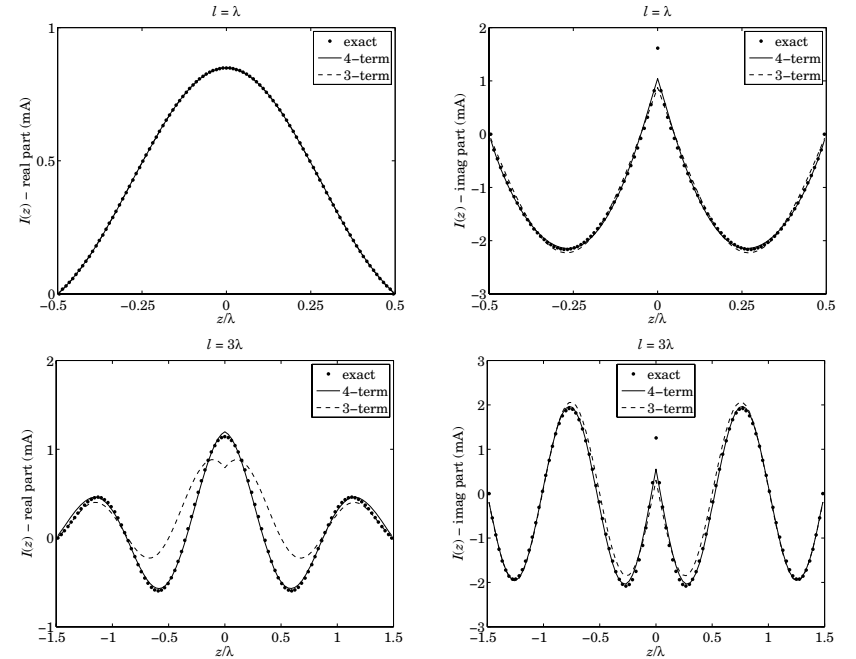 l = λ
1
0.5
0
−0.5
−0.25
0
0.25
0.5
z/λ
I(z) − real part (mA)
exact
4−term
3−term
l = λ
2
1
0
−1
−2
−3
−0.5
−0.25
0
0.25
0.5
z/λ
I(z) − imag part (mA)
exact
4−term
3−term
l = 3λ
2
1
0
−1
−1.5
−1
−0.5
0
0.5
1
1.5
z/λ
I(z) − real part (mA)
exact
4−term
3−term
l = 3λ
3
2
1
0
−1
−2
−3
−1.5
−1
−0.5
0
0.5
1
1.5
z/λ
I(z) − imag part (mA)
exact
4−term
3−term